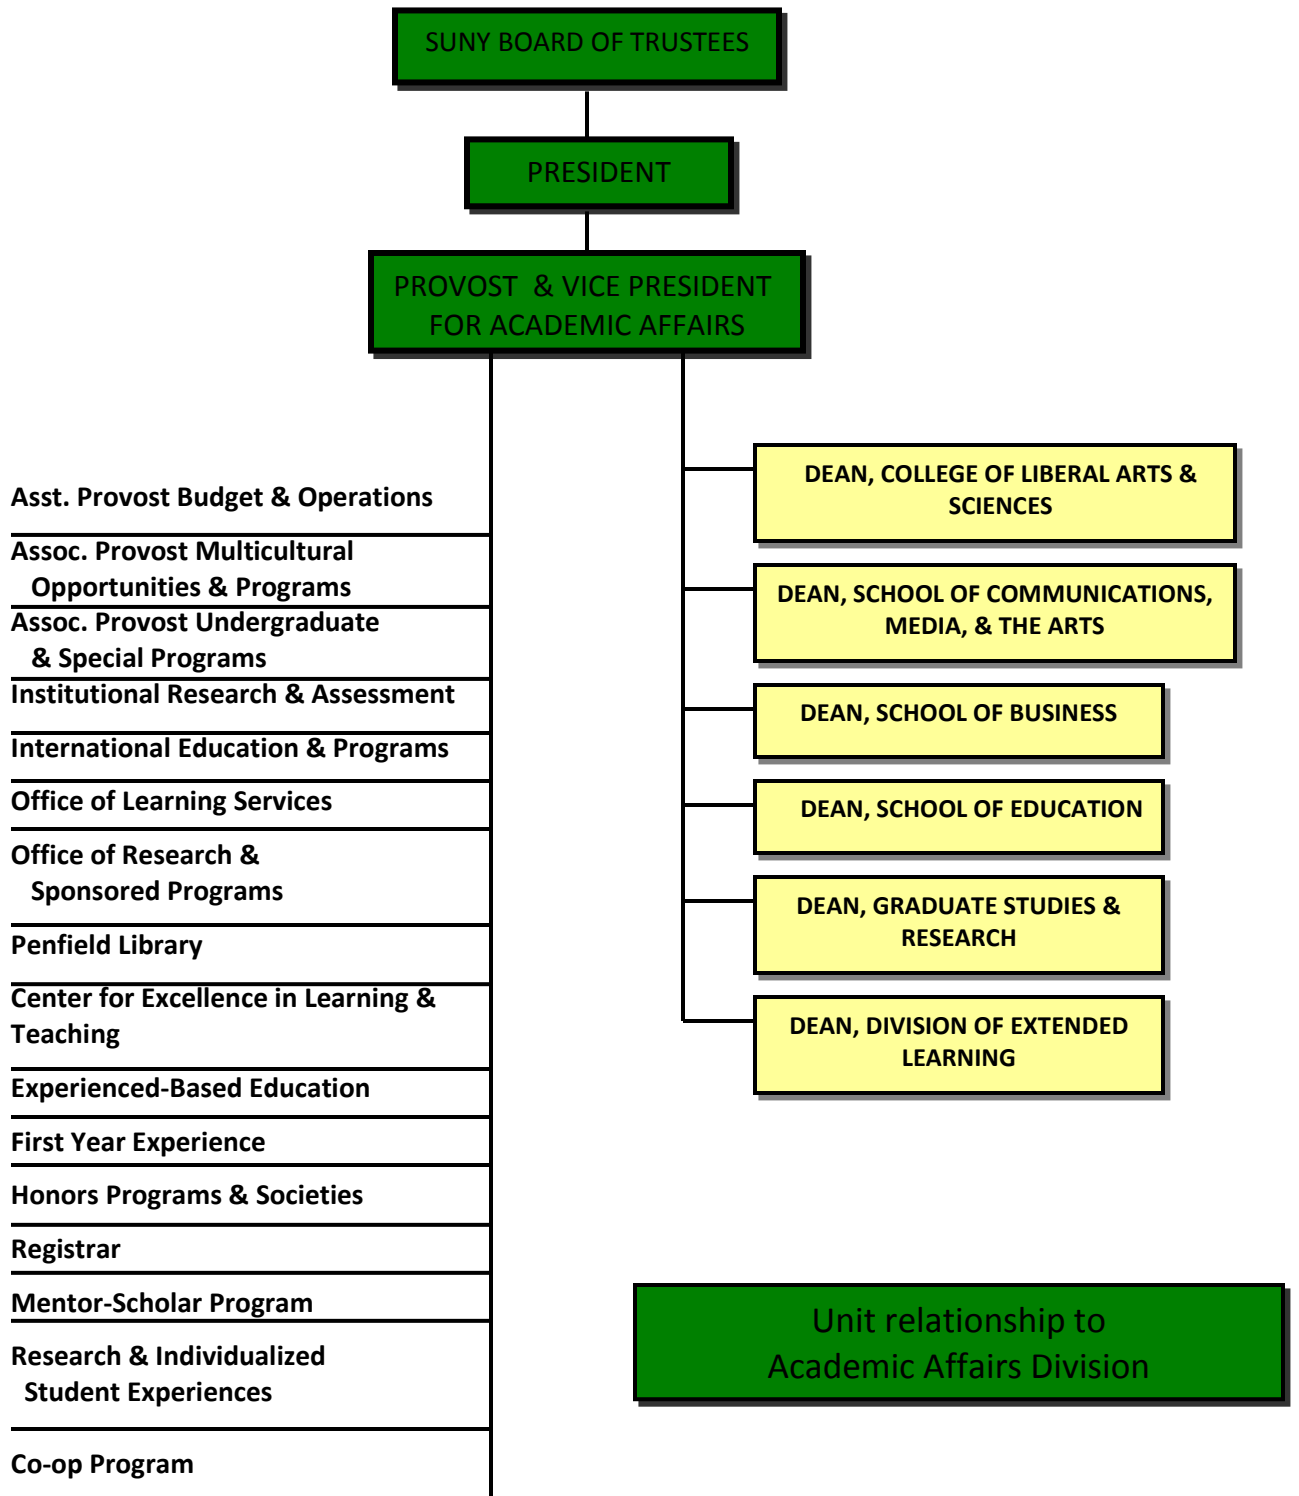 SUNY BOARD OF TRUSTEES
PRESIDENT
PROVOST & VICE PRESIDENT
FOR ACADEMIC AFFAIRS
Asst. Provost Budget & Operations
Assoc. Provost Multicultural
Opportunities & Programs
Assoc. Provost Undergraduate
& Special Programs
Institutional Research & Assessment
International Education & Programs
Office of Learning Services
Office of Research &
Sponsored Programs
Penfield Library
Center for Excellence in Learning &
Teaching
Experienced-Based Education
First Year Experience
Honors Programs & Societies
Registrar
Mentor-Scholar Program
Research & Individualized
Student Experiences
Co-op Program
DEAN, COLLEGE OF LIBERAL ARTS &
SCIENCES
DEAN, SCHOOL OF COMMUNICATIONS,
MEDIA, & THE ARTS
DEAN, SCHOOL OF BUSINESS
DEAN, SCHOOL OF EDUCATION
DEAN, GRADUATE STUDIES &
RESEARCH
DEAN, DIVISION OF EXTENDED
LEARNING
Unit relationship to
Academic Affairs Division